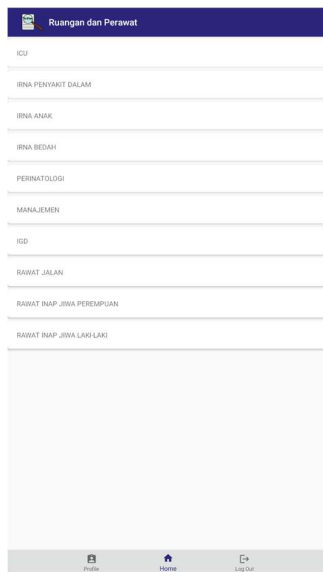 Ruangan dan Perawat
ICU
IRNA PENYAKIT DALAM
IRNA ANAK
IRNA BEDAH
PERINATOLOGI
MANAJEMEN
IGD
RAWAT JALAN
RAWAT INAP JIWA PEREMPUAN
RAWAT INAP JIWA LAKI-LAKI
Profile Home Log Out